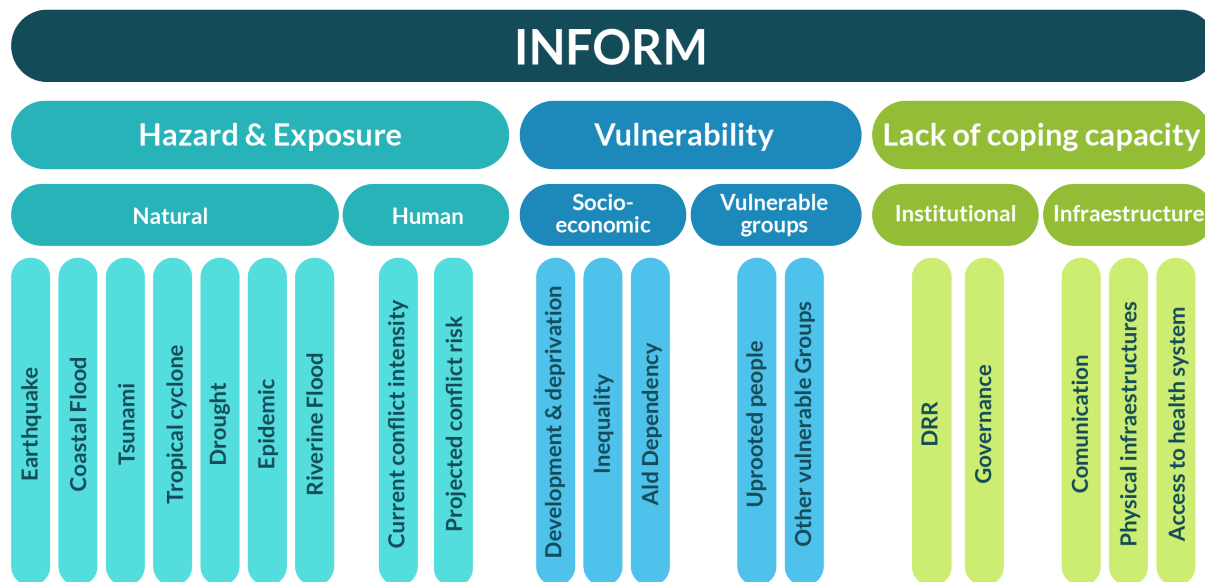 INFORM
Hazard & Exposure
Vulnerability
Lack of coping capacity
Natural
Human
Socio-
economic
Vulnerable
groups
Institutional
Infraestructure
Earthquake
Coastal Flood
Tsunami
Tropical cyclone
Drought
Epidemic
Riverine Flood
Current conflict intensity
Projected conflict risk
Development & deprivation
Inequality
AId Dependency
Uprooted people
Other vulnerable Groups
DRR
Governance
Comunication
Physical infraestructures
Access to health system